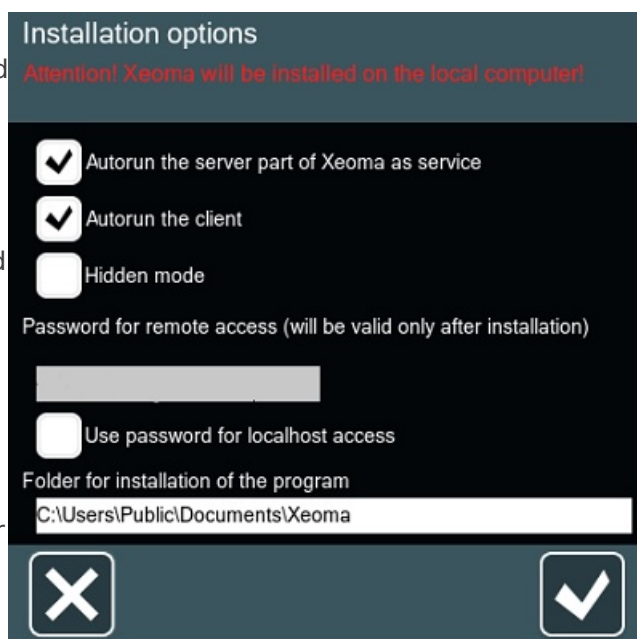 Installation options
Attention! Xeoma will be installed on the local computer!
Autorun the server part of Xeoma as service
Autorun the client
Hidden mode
Password for remote access (will be valid only after installation)
Use password for localhost access
Folder for installation of the program
C:\Users\Public\Documents\Xeoma